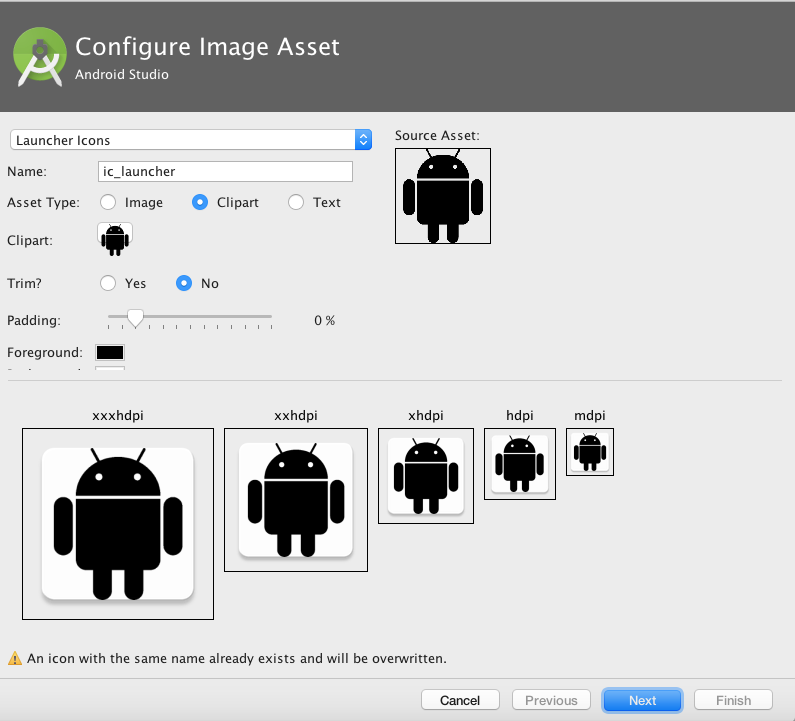 Configure Image Asset
Android Studio
Launcher Icons
Source Asset:
Name: ic_launcher
Asset Type: Image Clipart Text
Clipart:
Trim? Yes No
Padding: 0 %
Foreground:
xxxhdpi xxhdpi xhdpi hdpi mdpi
An icon with the same name already exists and will be overwritten.
Cancel Previous Next Finish